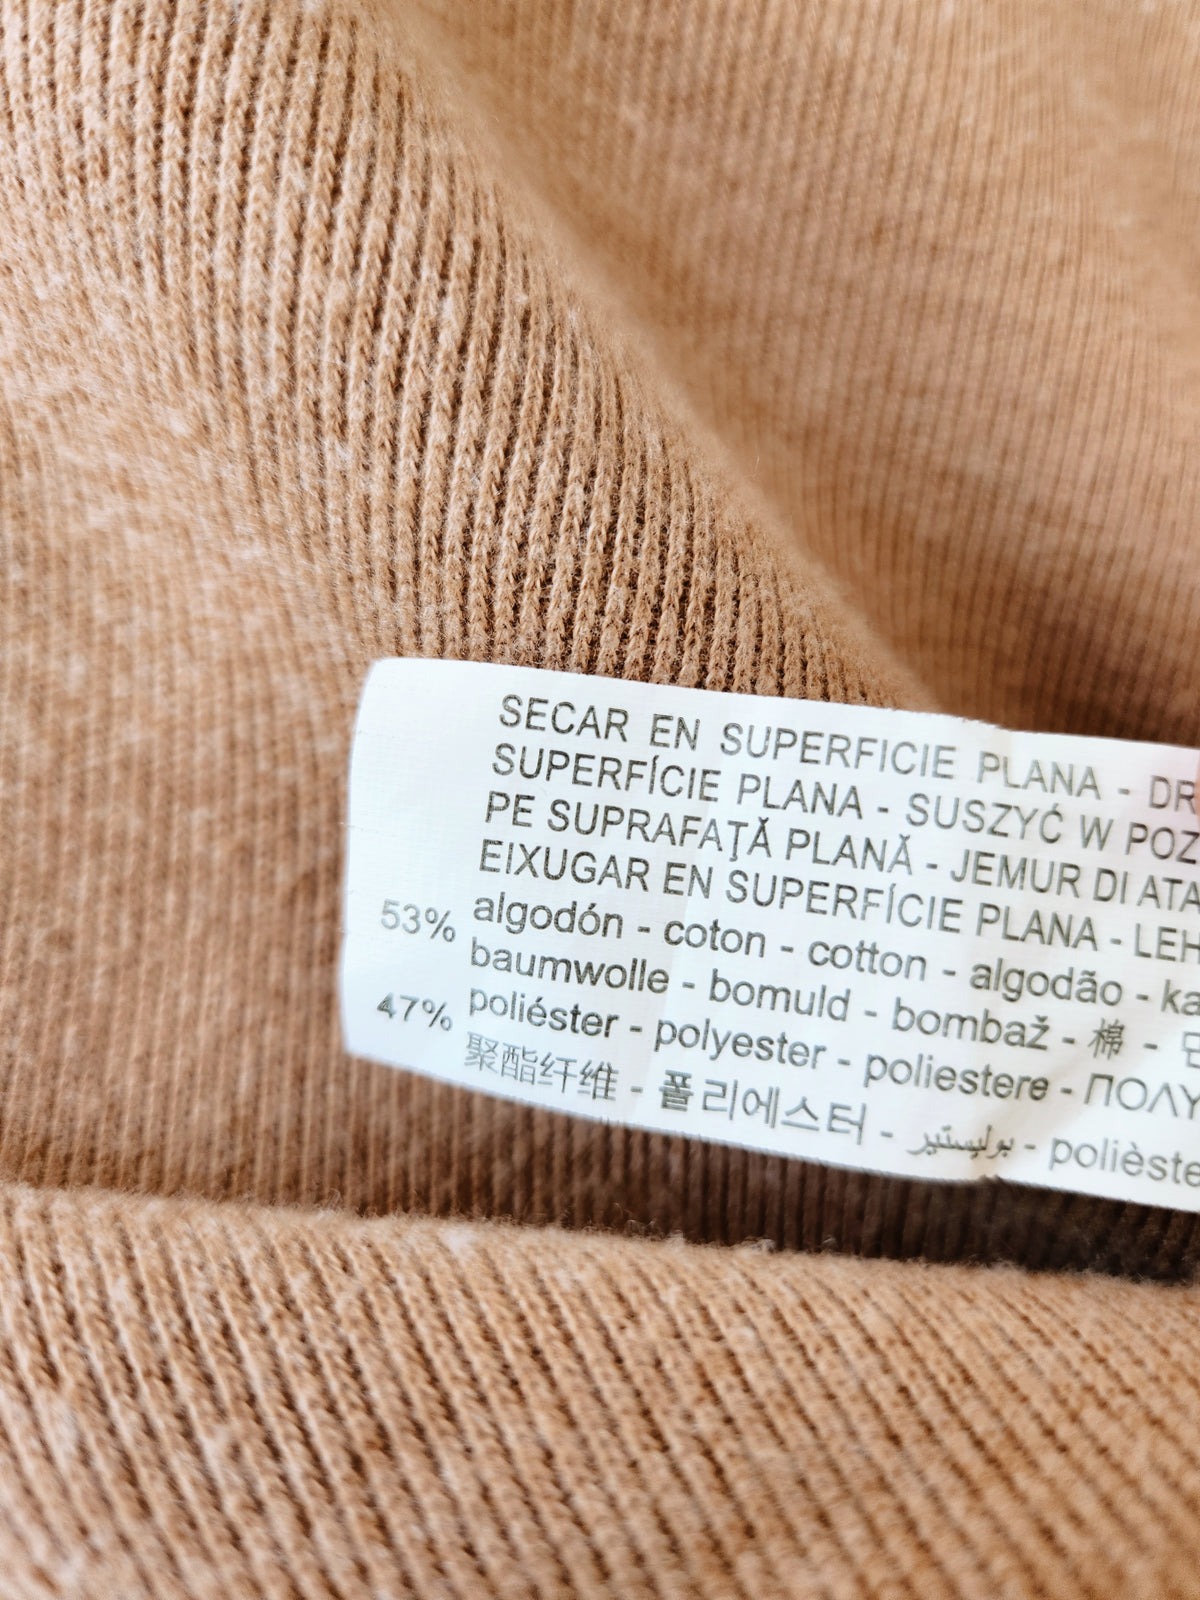 SECAR EN SUPERFICIE PLANA - DR
SUPERFÍCIE PLANA - SUSZYĆ W POZ
PE SUPRAFAŢĂ PLANĂ - JEMUR DI ATA
EIXUGAR EN SUPERFÍCIE PLANA - LEH
53% algodón - coton - cotton - algodão - ka
baumwolle - bomuld - bombaž - 棉 -
47% poliéster - polyester - poliestere - ΠΟΛΥ
聚酯纤维 - 폴리에스터 - بوليستير - polièste